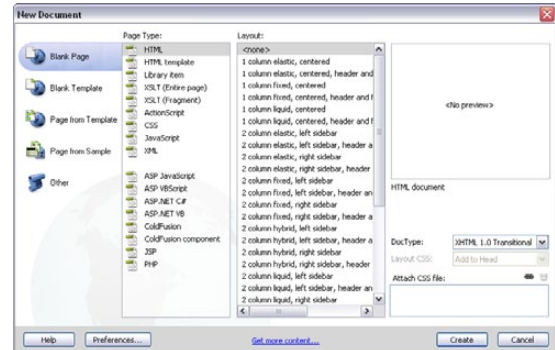 New Document
Blank Page
Blank Template
Page from Template
Page from Sample
Other
Page Type:
HTML
HTML template
Library item
XSLT (Entire page)
XSLT (Fragment)
ActionScript
CSS
JavaScript
XML
ASP JavaScript
ASP VBScript
ASP.NET C#
ASP.NET VB
ColdFusion
ColdFusion component
JSP
PHP
Layout:
<none>
1 column elastic, centered
1 column elastic, centered, header and
1 column fixed, centered
1 column fixed, centered, header and f
1 column liquid, centered
1 column liquid, centered, header and
2 column elastic, left sidebar
2 column elastic, left sidebar, header a
2 column elastic, right sidebar
2 column elastic, right sidebar, header
2 column fixed, left sidebar
2 column fixed, left sidebar, header an
2 column fixed, right sidebar
2 column fixed, right sidebar, header a
2 column hybrid, left sidebar
2 column hybrid, left sidebar, header a
2 column hybrid, right sidebar
2 column hybrid, right sidebar, header
2 column liquid, left sidebar
2 column liquid, left sidebar, header an
2 column liquid, right sidebar
<No preview>
HTML document
DocType: XHTML 1.0 Transitional
Layout CSS: Add to Head
Attach CSS file:
Help
Preferences...
Get more content...
Create
Cancel